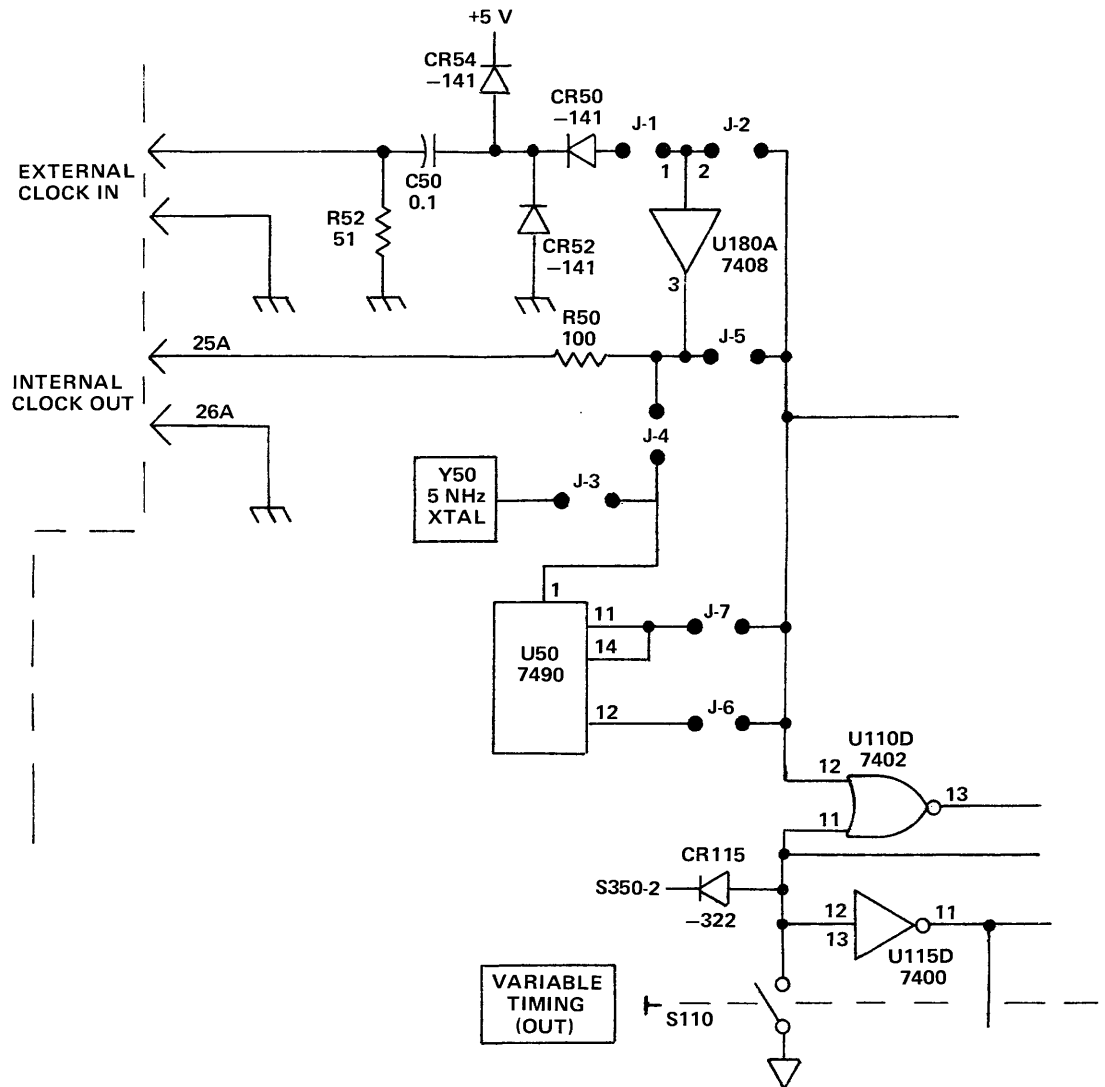 +5 V
CR54
–141
CR50
–141
J-1
J-2
EXTERNAL
CLOCK IN
C50
0.1
1
2
R52
51
CR52
–141
U180A
7408
3
R50
100
J-5
25A
INTERNAL
CLOCK OUT
26A
J-4
Y50
5 NHz
XTAL
J-3
1
11
J-7
U50
7490
14
12
J-6
U110D
7402
12
13
11
CR115
S350-2
–322
12
13
11
U115D
7400
VARIABLE
TIMING
(OUT)
S110